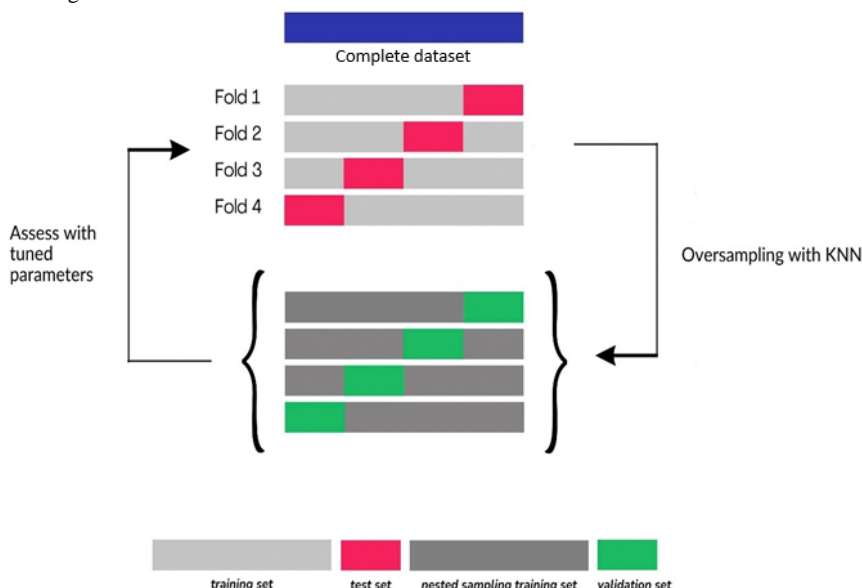 Complete dataset
Fold 1
Fold 2
Fold 3
Fold 4
Assess with
tuned
parameters
Oversampling with KNN
training set
test set
nested sampling training set
validation set